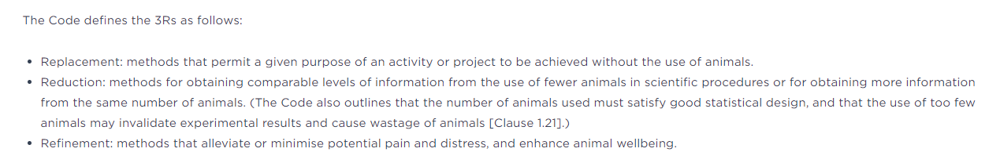 The Code defines the 3Rs as follows:
• Replacement: methods that permit a given purpose of an activity or project to be achieved without the use of animals.
• Reduction: methods for obtaining comparable levels of information from the use of fewer animals in scientific procedures or for obtaining more information
from the same number of animals. (The Code also outlines that the number of animals used must satisfy good statistical design, and that the use of too few
animals may invalidate experimental results and cause wastage of animals [Clause 1.21].)
• Refinement: methods that alleviate or minimise potential pain and distress, and enhance animal wellbeing.